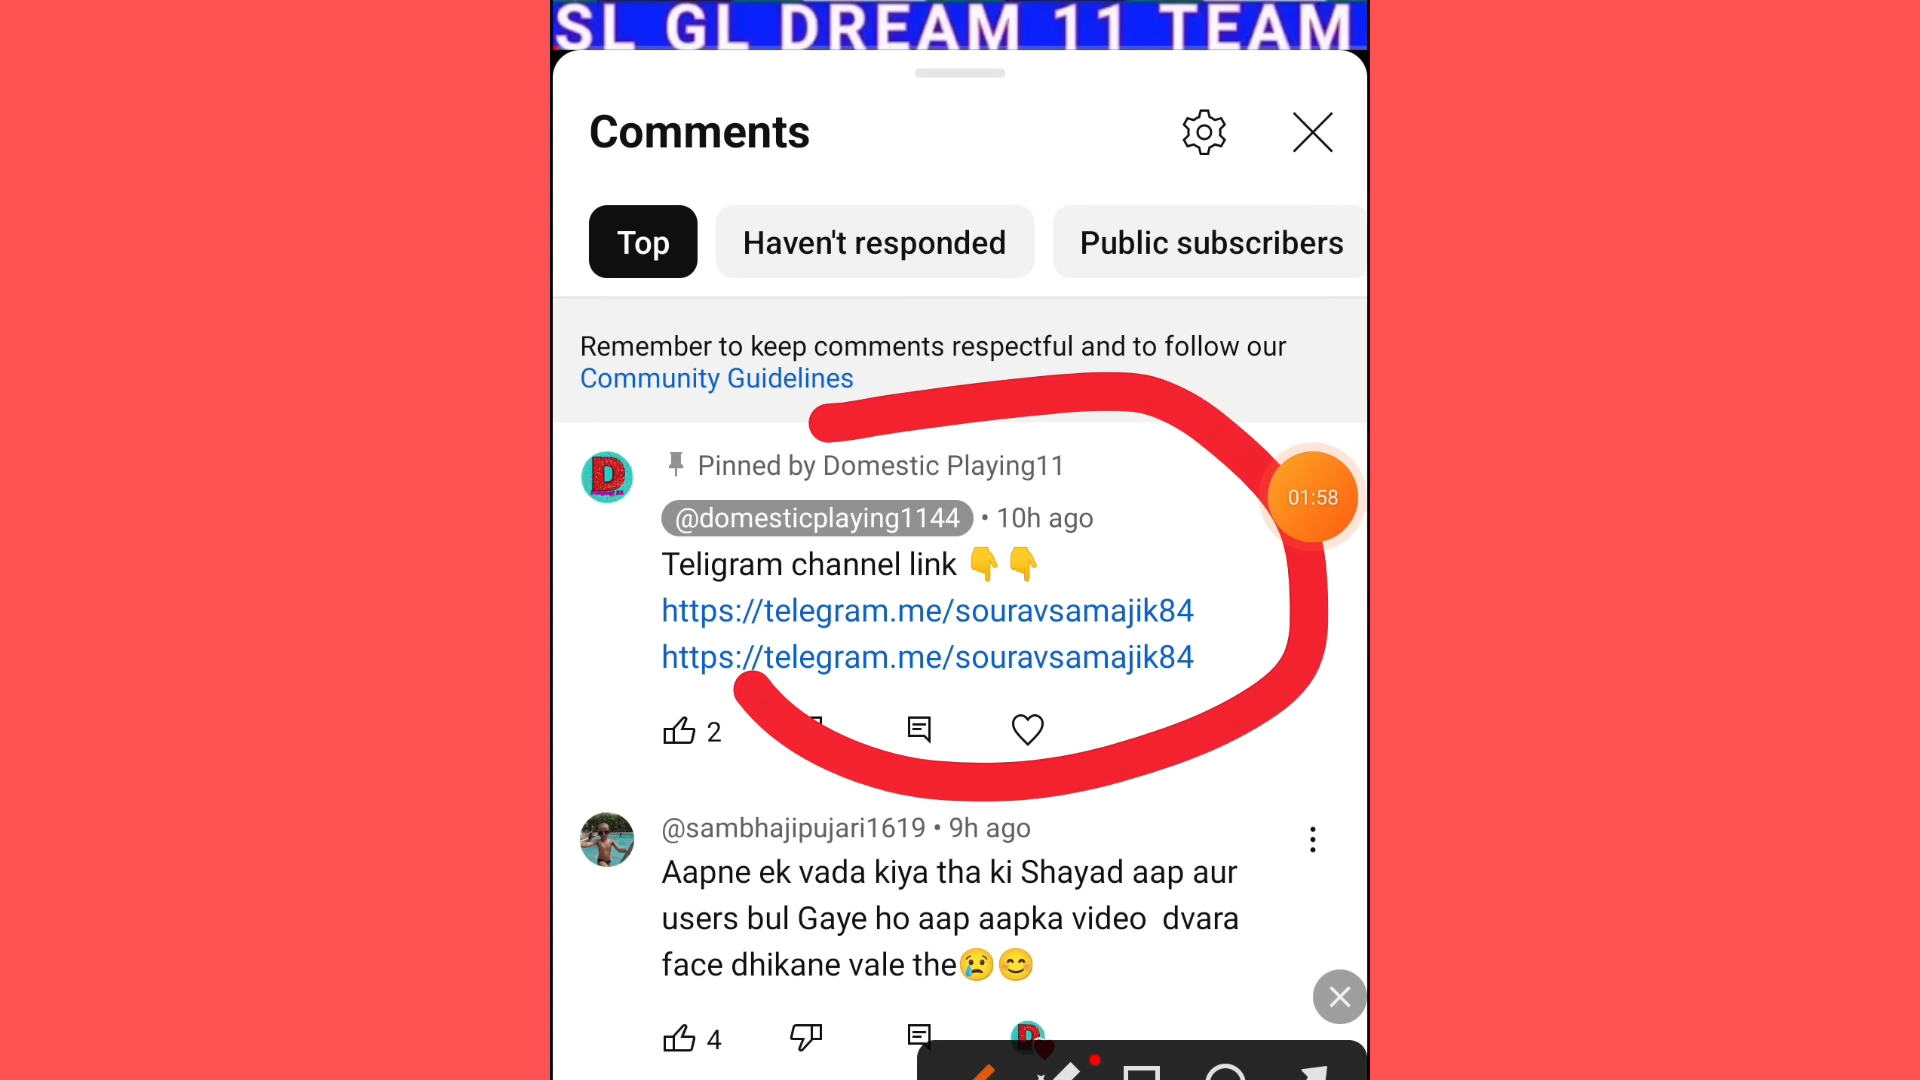 SL GL DREAM 11 TEAM
Comments
Top Haven't responded Public subscribers
Remember to keep comments respectful and to follow our
Community Guidelines
D
Pinned by Domestic Playing11
@domesticplaying1144 • 10h ago
01:58
Teligram channel link 👇👇
https://telegram.me/souravsamajik84
https://telegram.me/souravsamajik84
2
@sambhajipujari1619 • 9h ago
Aapne ek vada kiya tha ki Shayad aap aur
users bul Gaye ho aap aapka video dvara
face dhikane vale the😢😊
4
D